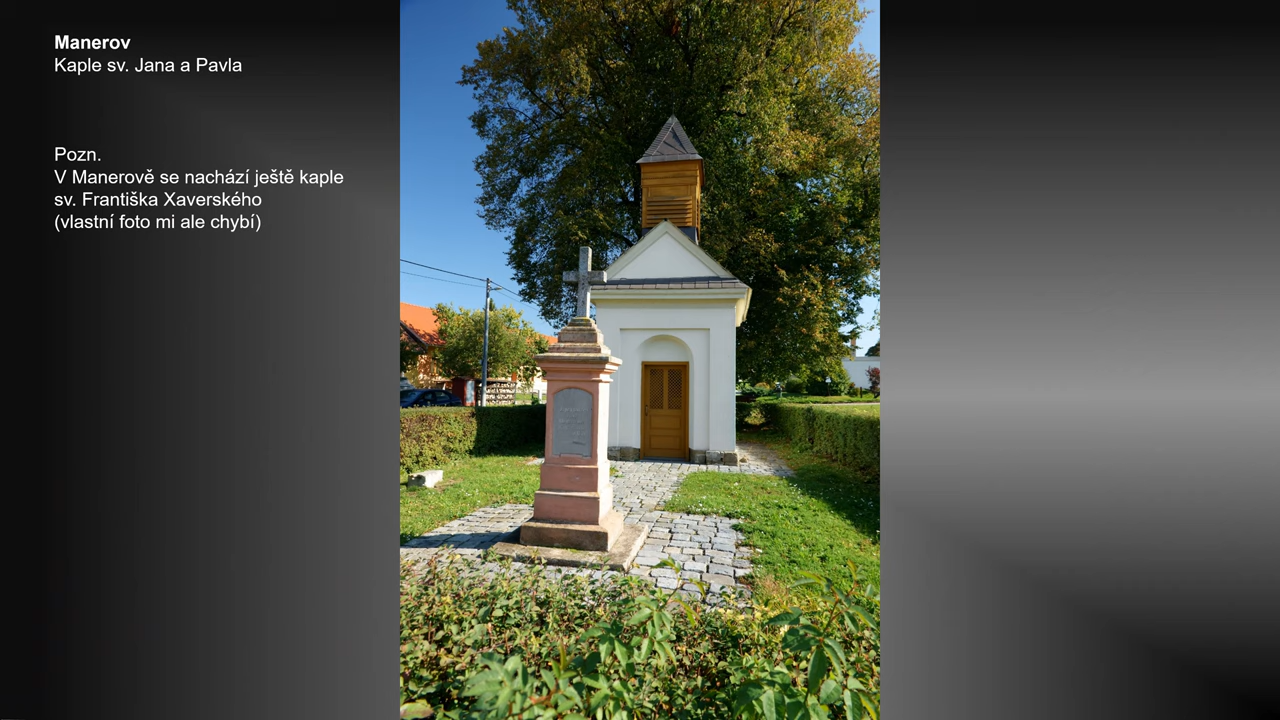 Manerov
Kaple sv. Jana a Pavla
Pozn.
V Manerově se nachází ještě kaple
sv. Františka Xaverského
(vlastní foto mi ale chybí)